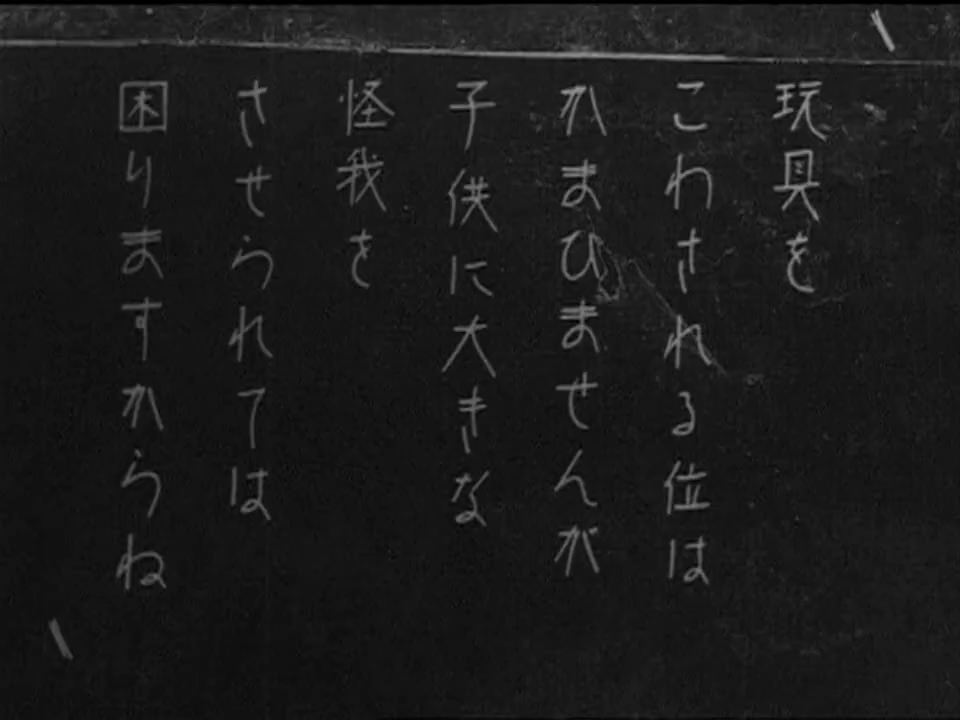 玩具を
こわされる位は
かまひませんが
子供に大きな
怪我を
させられては
困りますからね